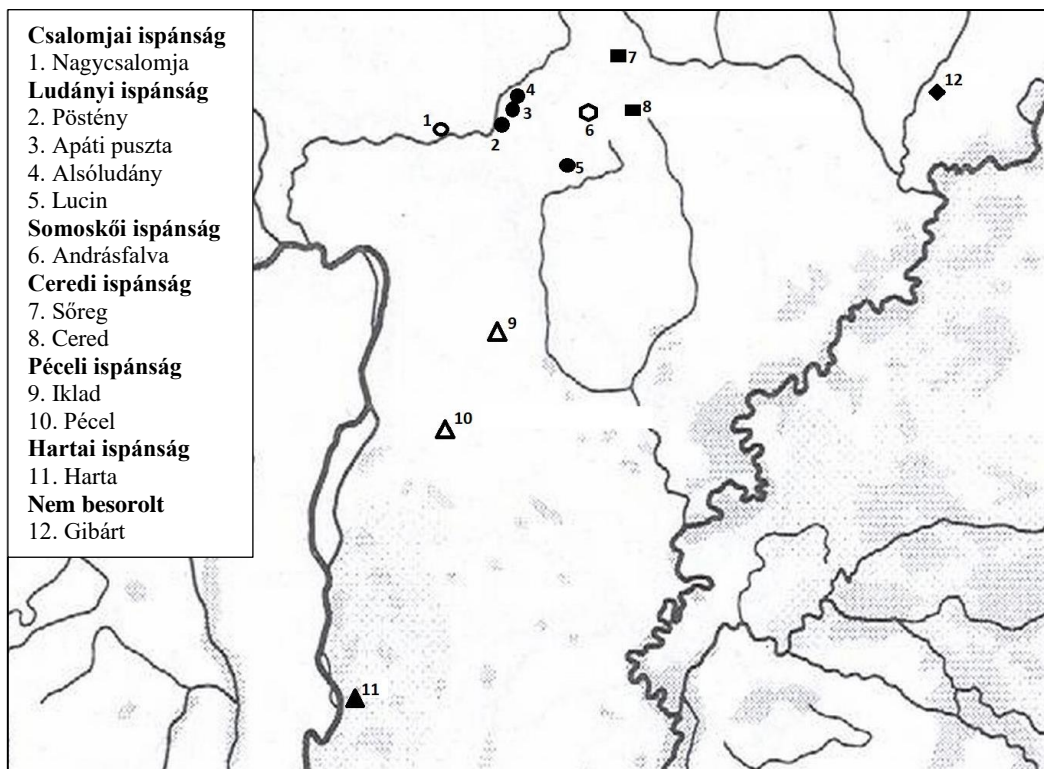 Csalomjai ispánság
1. Nagycsalomja
Ludányi ispánság
2. Pöstény
3. Apáti puszta
4. Alsóludány
5. Lucin
Somoskői ispánság
6. Andrásfalva
Ceredi ispánság
7. Sőreg
8. Cered
Péceli ispánság
9. Iklad
10. Pécel
Hartai ispánság
11. Harta
Nem besorolt
12. Gibárt
7
12
4
3
8
1
2
6
5
9
10
11